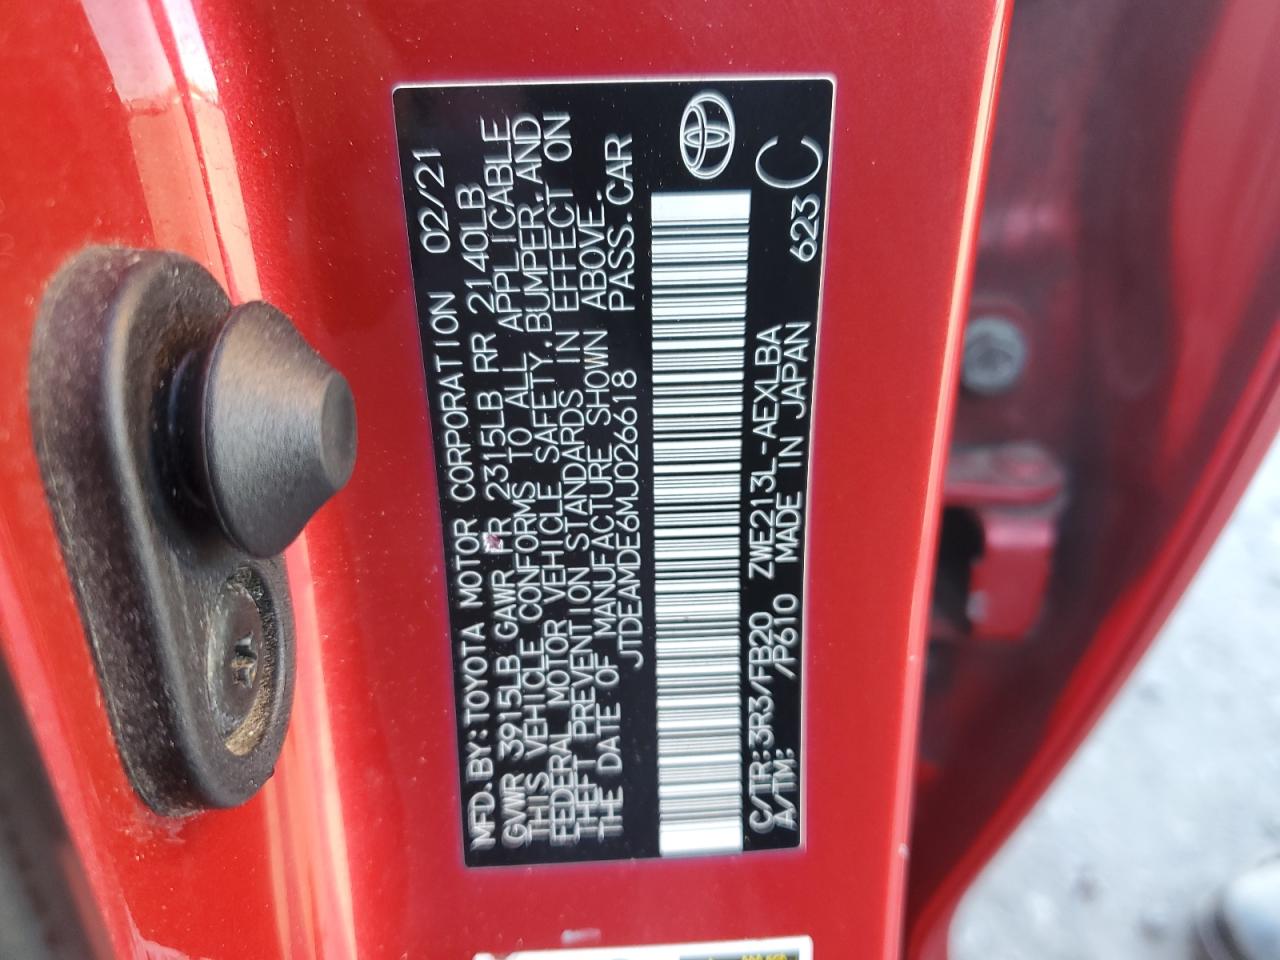 MFD. BY: TOYOTA MOTOR CORPORATION 02/21
GVWR 3915LB GAWR FR 2315LB RR 2140LB
THIS VEHICLE CONFORMS TO ALL APPLICABLE
FEDERAL MOTOR VEHICLE SAFETY, BUMPER, AND
THEFT PREVENTION STANDARDS IN EFFECT ON
THE DATE OF MANUFACTURE SHOWN ABOVE.
JTDEAMDE6MJ026618 PASS. CAR
C/TR: 3R3/FB20 ZWE213L-AEXLBA
A/TM: /P610 MADE IN JAPAN 623 C